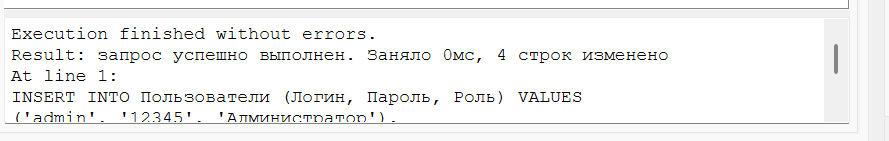 Execution finished without errors.
Result: запрос успешно выполнен. Заняло 0мс, 4 строк изменено
At line 1:
INSERT INTO Пользователи (Логин, Пароль, Роль) VALUES
('admin', '12345', 'Администратор'),